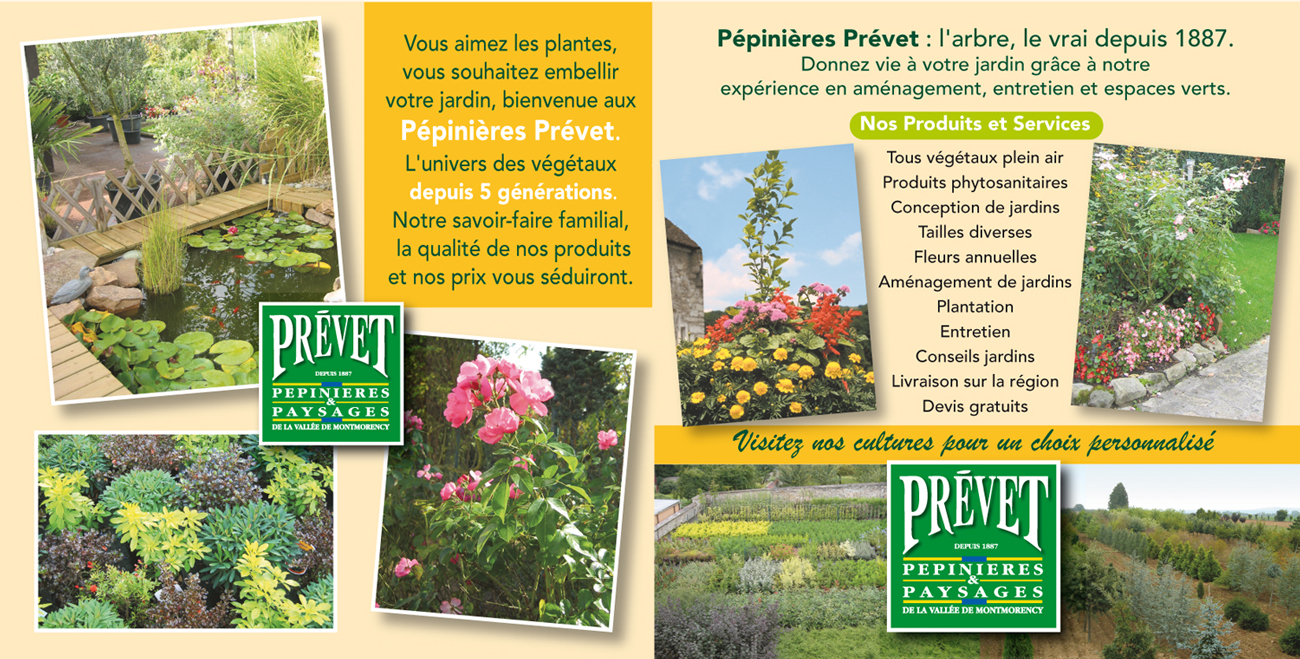 Vous aimez les plantes,
vous souhaitez embellir
votre jardin, bienvenue aux
Pépinières Prévet.
L'univers des végétaux
depuis 5 générations.
Notre savoir-faire familial,
la qualité de nos produits
et nos prix vous séduiront.
PRÉVET
DEPUIS 1887
PEPINIERES
&
PAYSAGES
DE LA VALLÉE DE MONTMORENCY
Pépinières Prévet : l'arbre, le vrai depuis 1887.
Donnez vie à votre jardin grâce à notre
expérience en aménagement, entretien et espaces verts.
Nos Produits et Services
Tous végétaux plein air
Produits phytosanitaires
Conception de jardins
Tailles diverses
Fleurs annuelles
Aménagement de jardins
Plantation
Entretien
Conseils jardins
Livraison sur la région
Devis gratuits
Visitez nos cultures pour un choix personnalisé
PRÉVET
DEPUIS 1887
PEPINIERES
&
PAYSAGES
DE LA VALLÉE DE MONTMORENCY